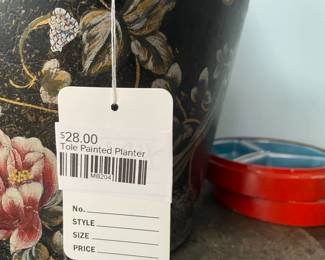 $28.00
Tole Painted Planter
MB204
No.
STYLE
SIZE
PRICE